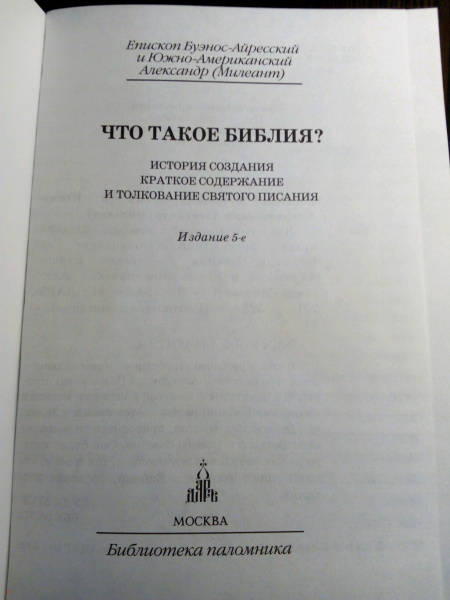 Епископ Буэнос-Айресский
и Южно-Американский
Александр (Милеант)
ЧТО ТАКОЕ БИБЛИЯ?
ИСТОРИЯ СОЗДАНИЯ
КРАТКОЕ СОДЕРЖАНИЕ
И ТОЛКОВАНИЕ СВЯТОГО ПИСАНИЯ
Издание 5-е
ДАРЪ
МОСКВА
Библиотека паломника